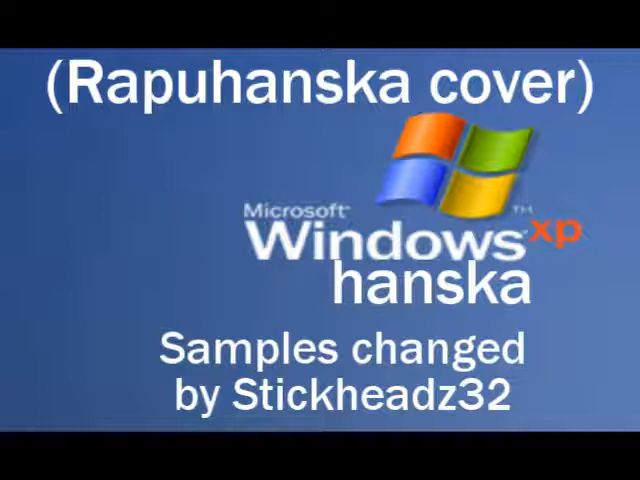 (Rapuhanska cover)
Microsoft®
Windows xp
hanska
Samples changed
by Stickheadz32